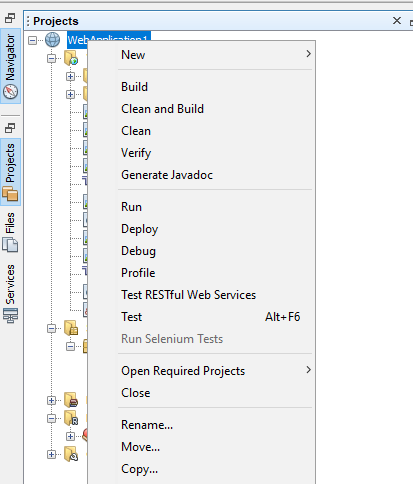 Projects
WebApplication1
Navigator
Projects
Files
Services
New
Build
Clean and Build
Clean
Verify
Generate Javadoc
Run
Deploy
Debug
Profile
Test RESTful Web Services
Test Alt+F6
Run Selenium Tests
Open Required Projects
Close
Rename...
Move...
Copy...